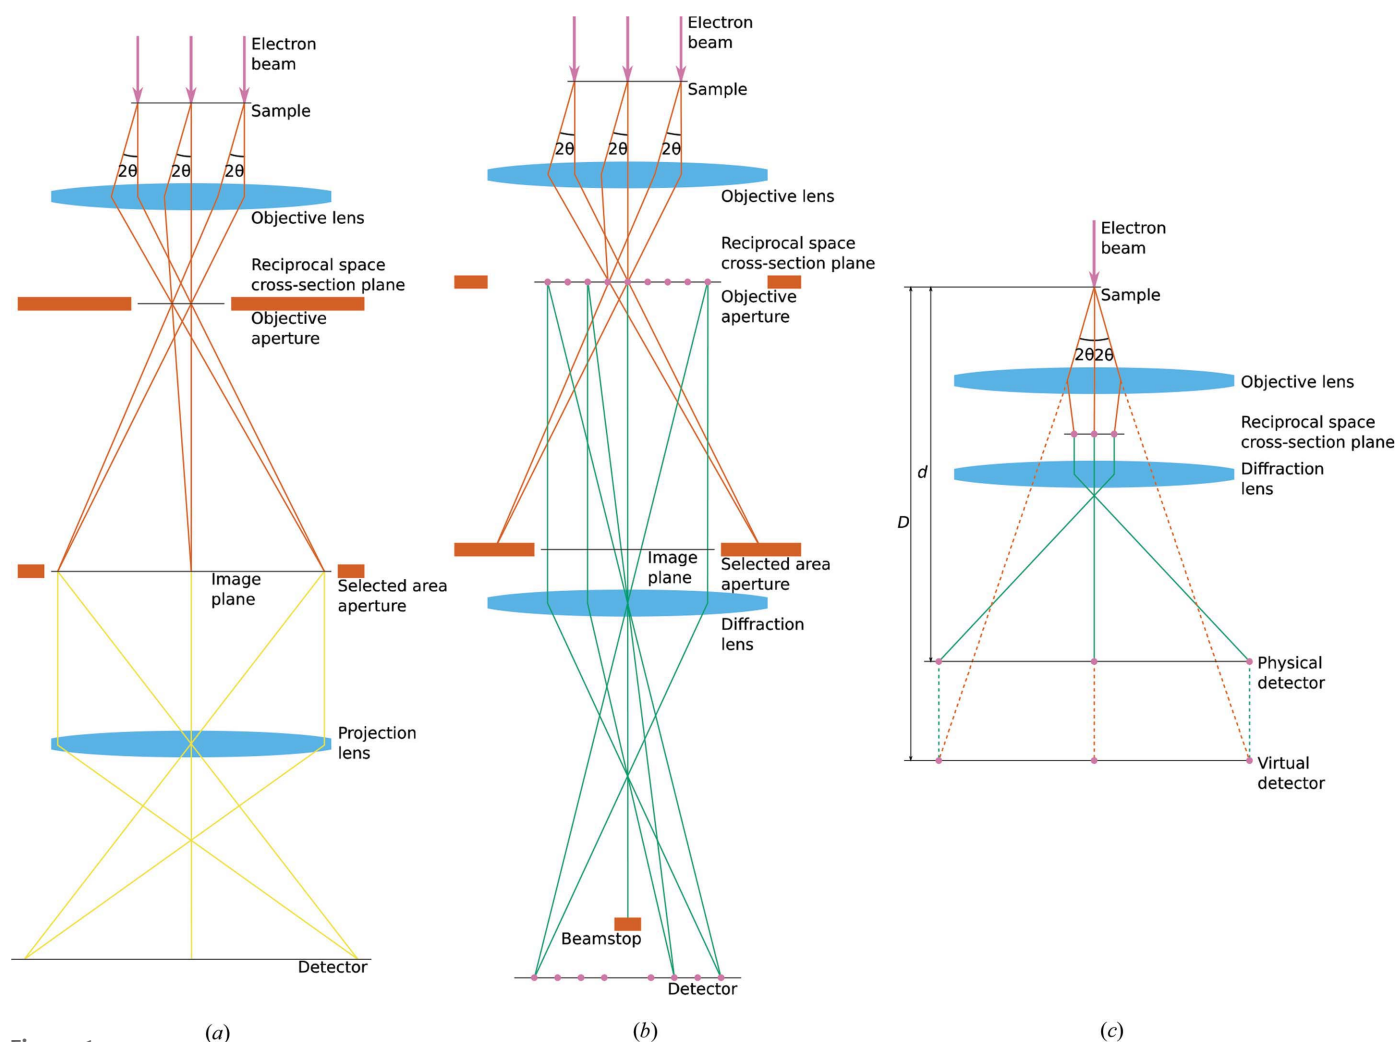 Electron
beam
Sample
2θ
2θ
2θ
Objective lens
Reciprocal space
cross-section plane
Objective
aperture
Image
plane
Selected area
aperture
Projection
lens
Detector
(a)
Electron
beam
Sample
2θ
2θ
2θ
Objective lens
Reciprocal space
cross-section plane
Objective
aperture
Image
plane
Selected area
aperture
Diffraction
lens
Beamstop
Detector
(b)
Electron
beam
Sample
2θ2θ
Objective lens
Reciprocal space
cross-section plane
Diffraction
lens
d
D
Physical
detector
Virtual
detector
(c)